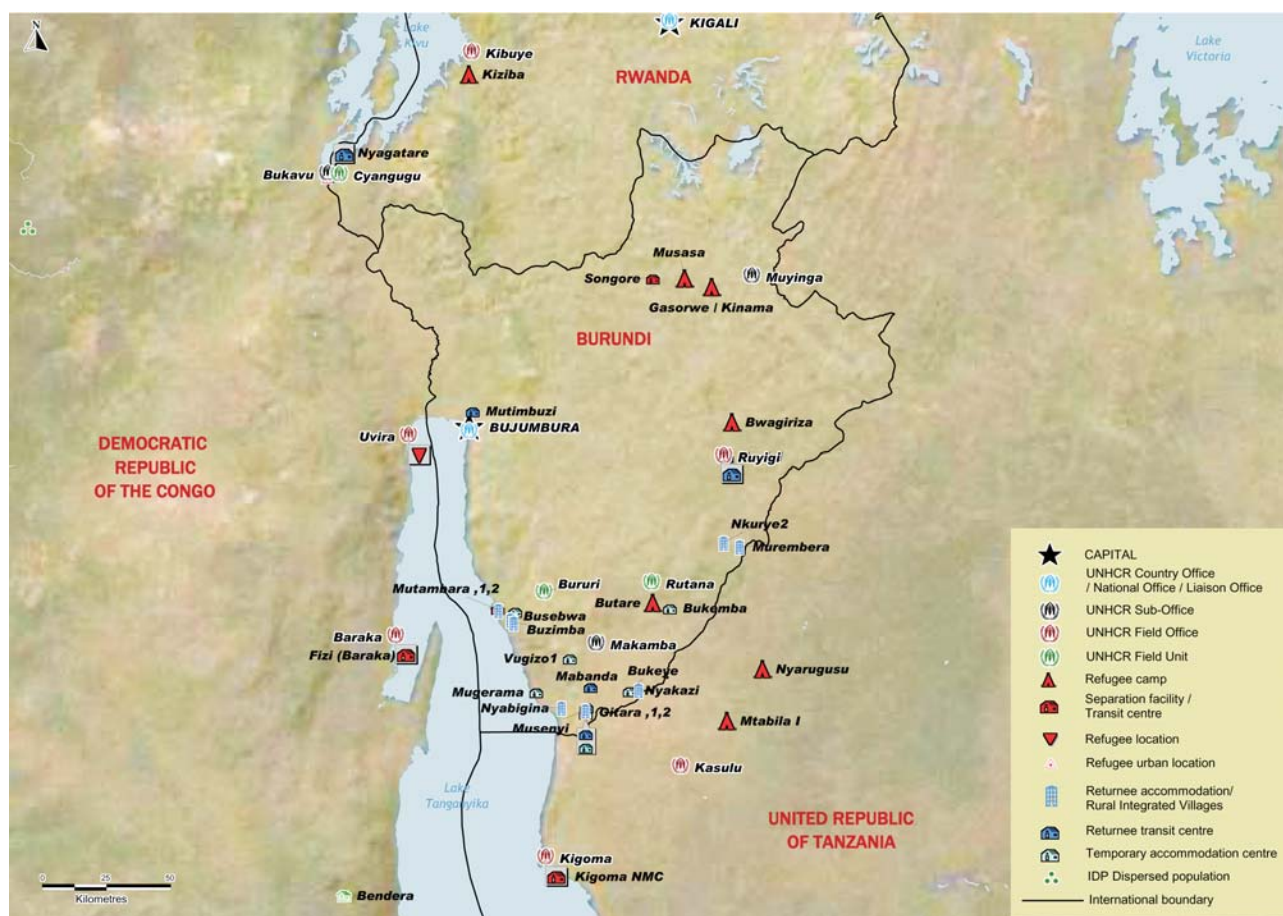 N
Lake
Kivu
KIGALI
Lake
Victoria
Kibuye
Kiziba
RWANDA
Nyagatare
Bukavu
Cyangugu
Musasa
Songore
Muyinga
Gasorwe / Kinama
BURUNDI
Mutimbuzi
BUJUMBURA
Bwagiriza
Uvira
Ruyigi
DEMOCRATIC
REPUBLIC
OF THE CONGO
Nkurye2
Murembera
Mutambara ,1,2
Bururi
Rutana
Butare
Bukemba
Busebwa
Buzimba
Baraka
Fizi (Baraka)
Makamba
Vugizo1
Bukeye
Nyarugusu
Mabanda
Mugerama
Nyakazi
Nyabigina
Gitara ,1,2
Mtabila I
Musenyi
Kasulu
Lake
Tanganyika
UNITED REPUBLIC
OF TANZANIA
Kigoma
Kigoma NMC
Bendera
0 25 50
Kilometres
CAPITAL
UNHCR Country Office
/ National Office / Liaison Office
UNHCR Sub-Office
UNHCR Field Office
UNHCR Field Unit
Refugee camp
Separation facility /
Transit centre
Refugee location
Refugee urban location
Returnee accommodation/
Rural Integrated Villages
Returnee transit centre
Temporary accommodation centre
IDP Dispersed population
International boundary